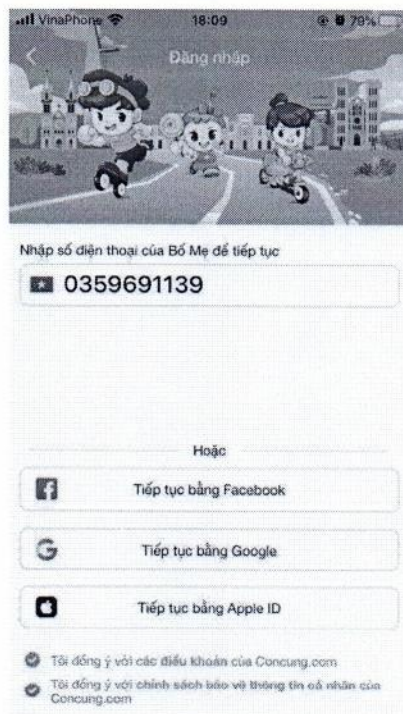 VinaPhone 18:09 79%
Đăng nhập
Nhập số điện thoại của Bố Mẹ để tiếp tục
0359691139
Hoặc
Tiếp tục bằng Facebook
Tiếp tục bằng Google
Tiếp tục bằng Apple ID
Tôi đồng ý với các điều khoản của Concung.com
Tôi đồng ý với chính sách bảo vệ thông tin cá nhân của
Concung.com